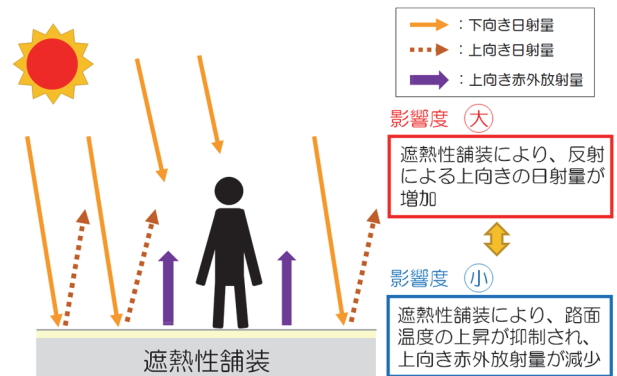 ：下向き日射量
：上向き日射量
：上向き赤外放射量
影響度 大
遮熱性舗装により、反射
による上向きの日射量が
増加
影響度 小
遮熱性舗装により、路面
温度の上昇が抑制され、
上向き赤外放射量が減少
遮熱性舗装